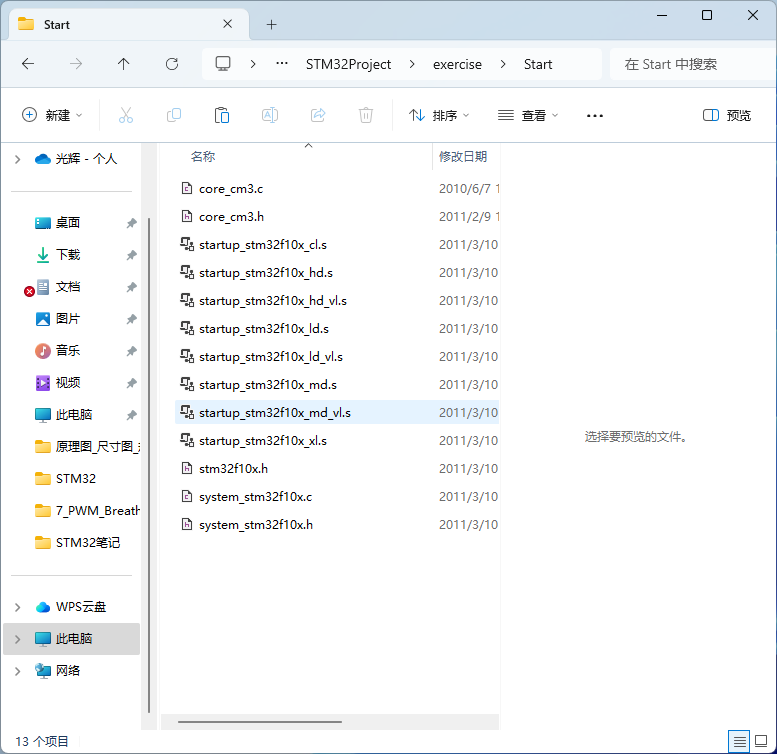 Start
STM32Project
exercise
Start
在 Start 中搜索
新建
排序
查看
预览
光辉 - 个人
桌面
下载
文档
图片
音乐
视频
此电脑
原理图_尺寸图_
STM32
7_PWM_Breath
STM32笔记
WPS云盘
此电脑
网络
名称 修改日期
core_cm3.c 2010/6/7 1
core_cm3.h 2011/2/9 1
startup_stm32f10x_cl.s 2011/3/10
startup_stm32f10x_hd.s 2011/3/10
startup_stm32f10x_hd_vl.s 2011/3/10
startup_stm32f10x_ld.s 2011/3/10
startup_stm32f10x_ld_vl.s 2011/3/10
startup_stm32f10x_md.s 2011/3/10
startup_stm32f10x_md_vl.s 2011/3/10
startup_stm32f10x_xl.s 2011/3/10
stm32f10x.h 2011/3/10
system_stm32f10x.c 2011/3/10
system_stm32f10x.h 2011/3/10
选择要预览的文件。
13 个项目